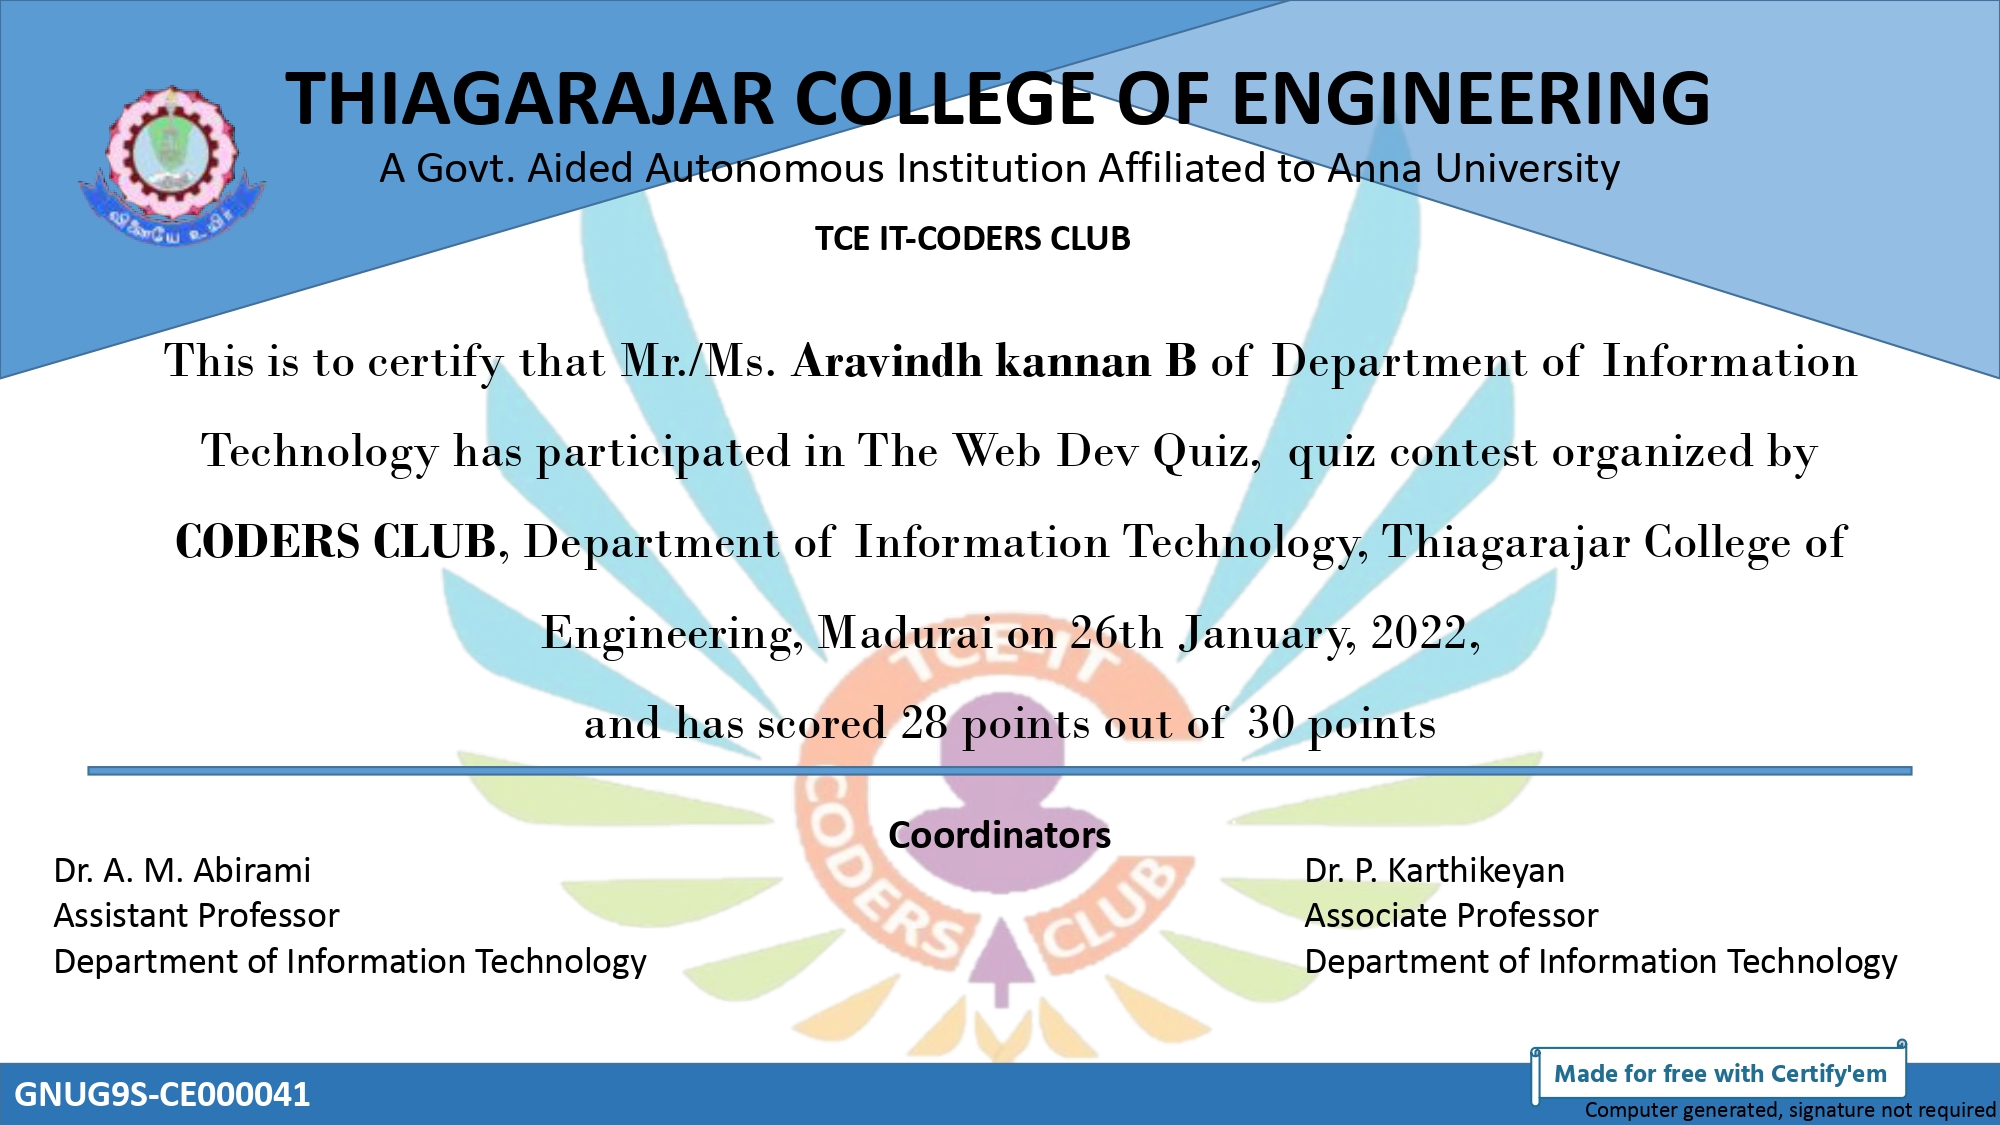 THIAGARAJAR COLLEGE OF ENGINEERING
A Govt. Aided Autonomous Institution Affiliated to Anna University
வினையே உயிர்
TCE IT-CODERS CLUB
This is to certify that Mr./Ms. Aravindh kannan B of Department of Information
Technology has participated in The Web Dev Quiz, quiz contest organized by
CODERS CLUB, Department of Information Technology, Thiagarajar College of
Engineering, Madurai on 26th January, 2022,
and has scored 28 points out of 30 points
TCE-IT
CODERS CLUB
Coordinators
Dr. A. M. Abirami
Assistant Professor
Department of Information Technology
Dr. P. Karthikeyan
Associate Professor
Department of Information Technology
GNUG9S-CE000041
Made for free with Certify'em
Computer generated, signature not required